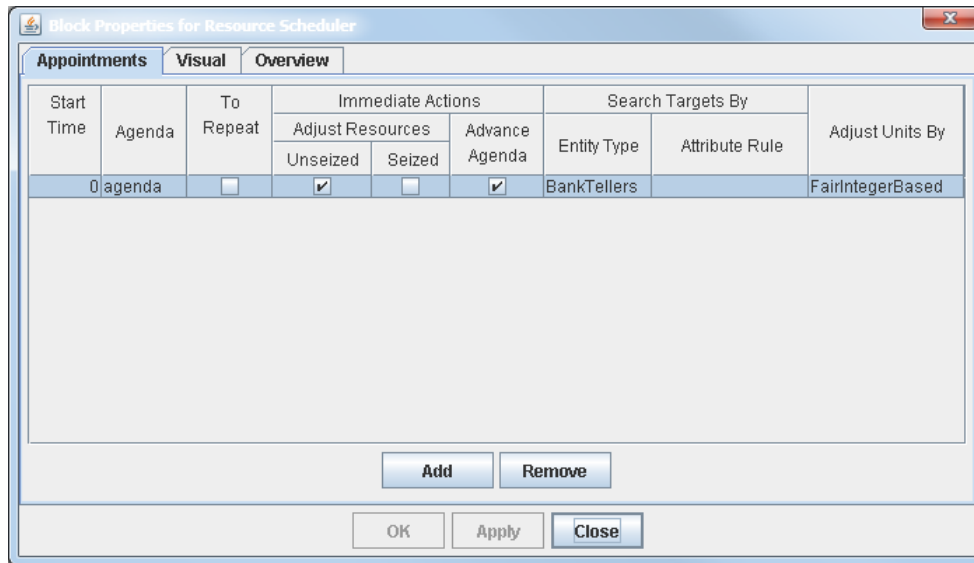 Block Properties for Resource Scheduler
Appointments Visual Overview
Start Time Agenda To Repeat Immediate Actions Search Targets By Adjust Units By
Adjust Resources Advance Agenda Entity Type Attribute Rule
Unseized Seized
0 agenda BankTellers FairIntegerBased
Add Remove
OK Apply Close